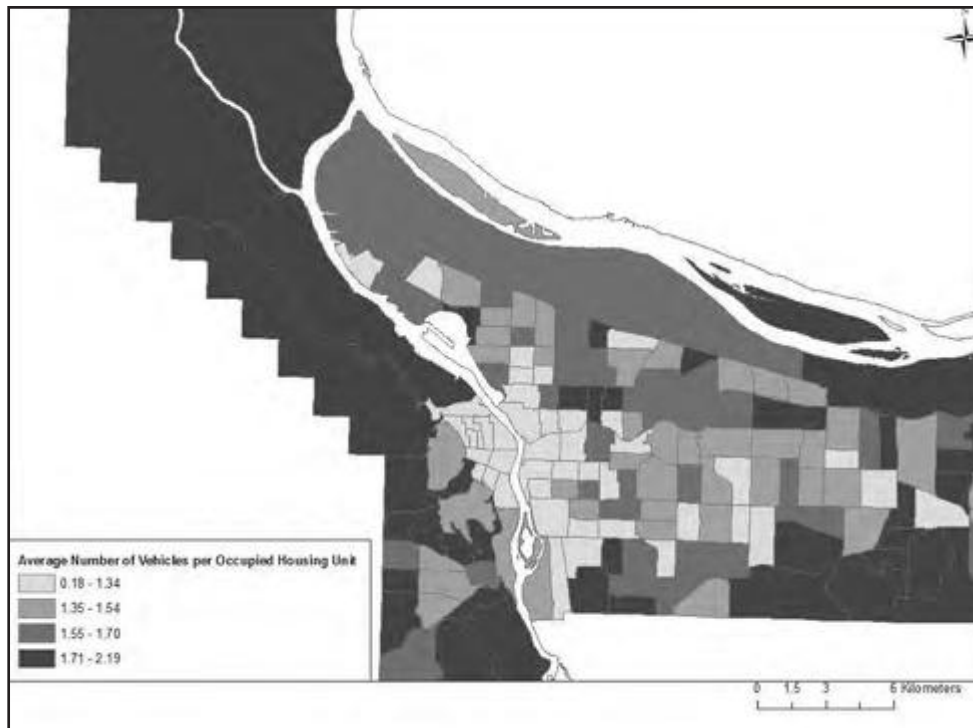 Average Number of Vehicles per Occupied Housing Unit
0.18 - 1.34
1.35 - 1.54
1.55 - 1.70
1.71 - 2.19
0 1.5 3 6 Kilometers